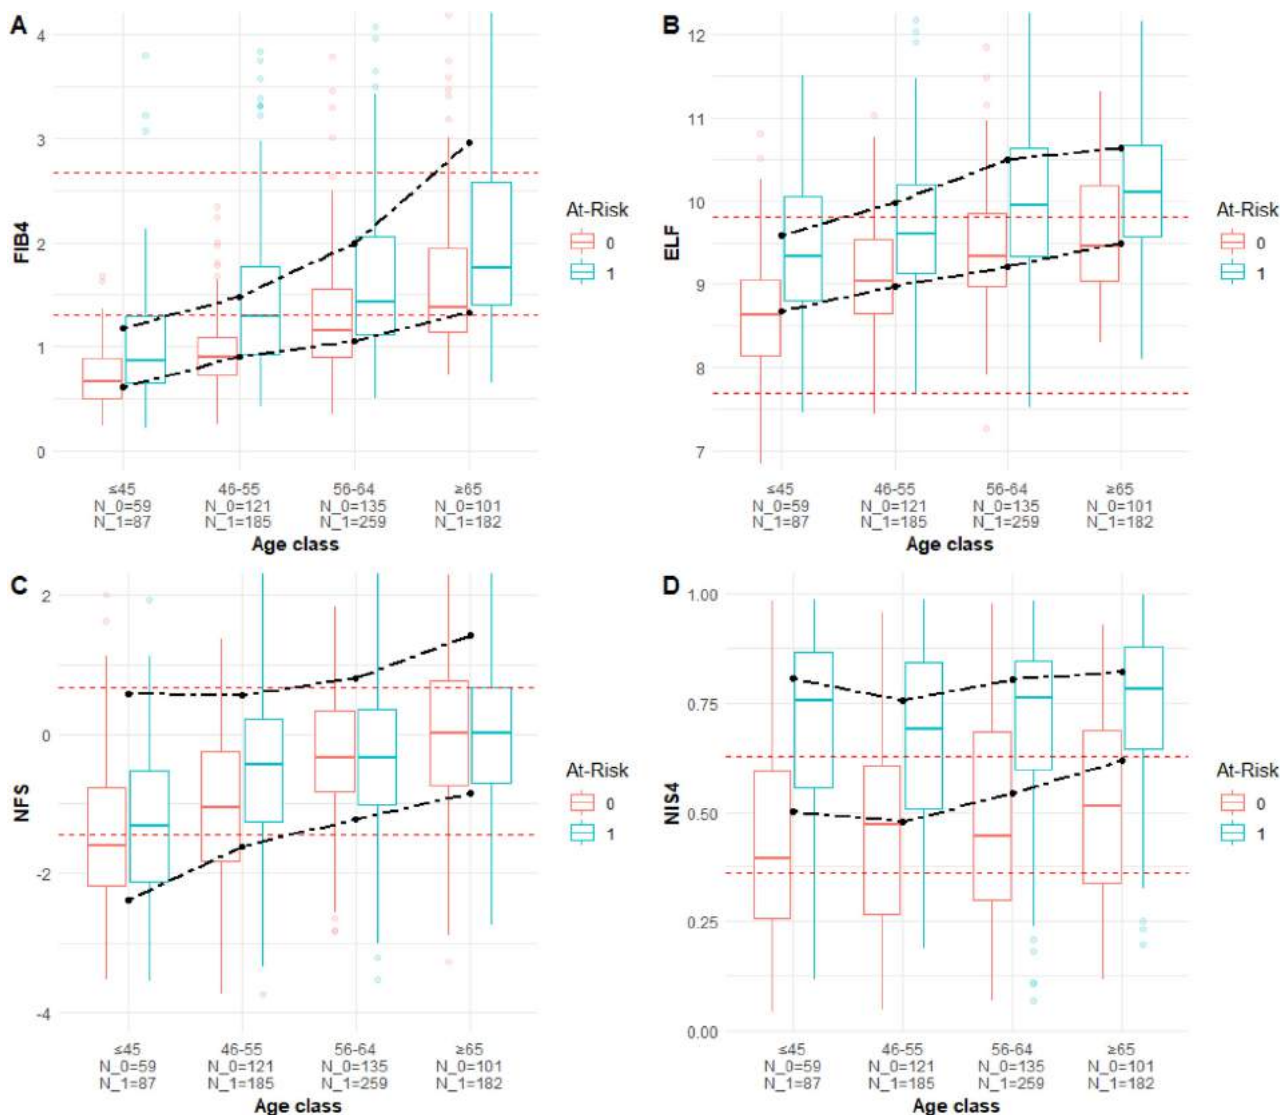 A
FIB4
4
3
2
1
0
≤45
N_0=59
N_1=87
46-55
N_0=121
N_1=185
56-64
N_0=135
N_1=259
≥65
N_0=101
N_1=182
Age class
At-Risk
0
1
B
ELF
12
11
10
9
8
7
≤45
N_0=59
N_1=87
46-55
N_0=121
N_1=185
56-64
N_0=135
N_1=259
≥65
N_0=101
N_1=182
Age class
At-Risk
0
1
C
NFS
2
0
-2
-4
≤45
N_0=59
N_1=87
46-55
N_0=121
N_1=185
56-64
N_0=135
N_1=259
≥65
N_0=101
N_1=182
Age class
At-Risk
0
1
D
NIS4
1.00
0.75
0.50
0.25
0.00
≤45
N_0=59
N_1=87
46-55
N_0=121
N_1=185
56-64
N_0=135
N_1=259
≥65
N_0=101
N_1=182
Age class
At-Risk
0
1